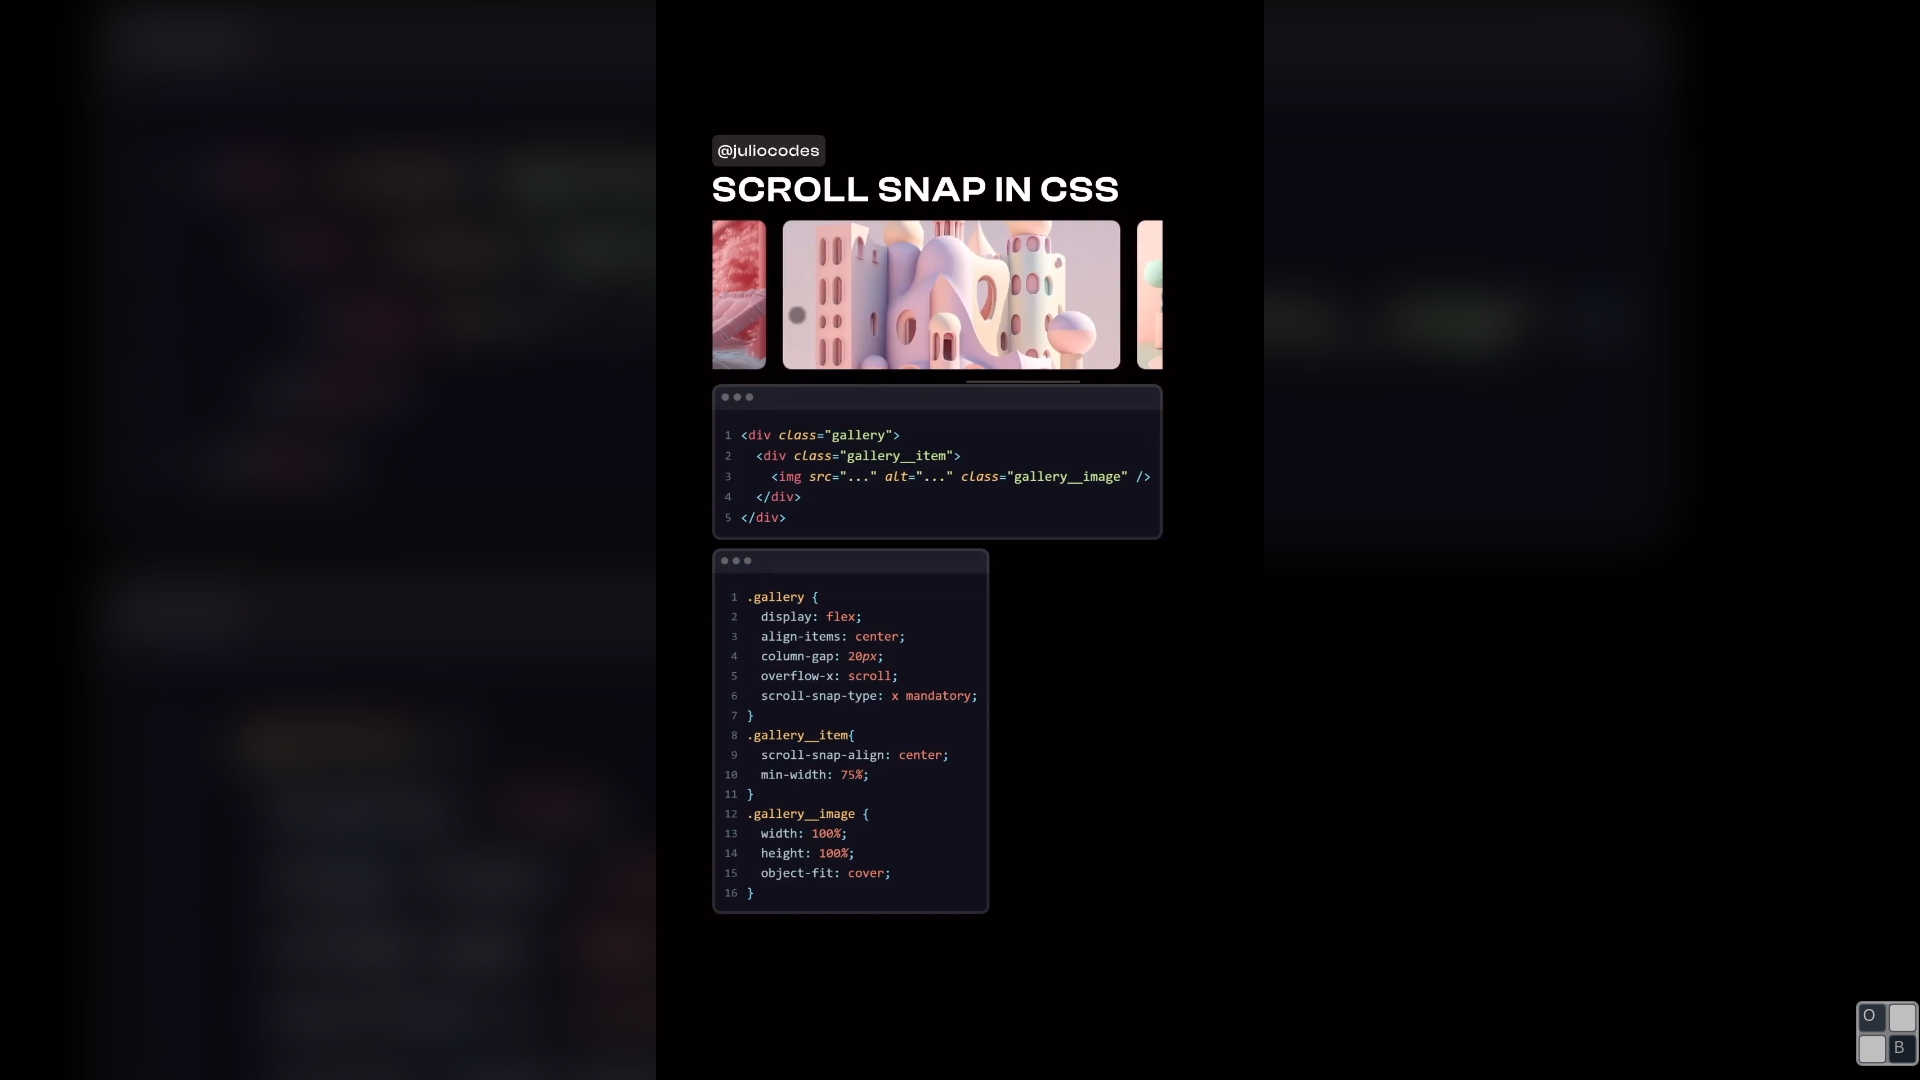 @juliocodes
SCROLL SNAP IN CSS
1 <div class="gallery">
2   <div class="gallery__item">
3     <img src="..." alt="..." class="gallery__image" />
4   </div>
5 </div>
1 .gallery {
2   display: flex;
3   align-items: center;
4   column-gap: 20px;
5   overflow-x: scroll;
6   scroll-snap-type: x mandatory;
7 }
8 .gallery__item{
9   scroll-snap-align: center;
10   min-width: 75%;
11 }
12 .gallery__image {
13   width: 100%;
14   height: 100%;
15   object-fit: cover;
16 }
O
B